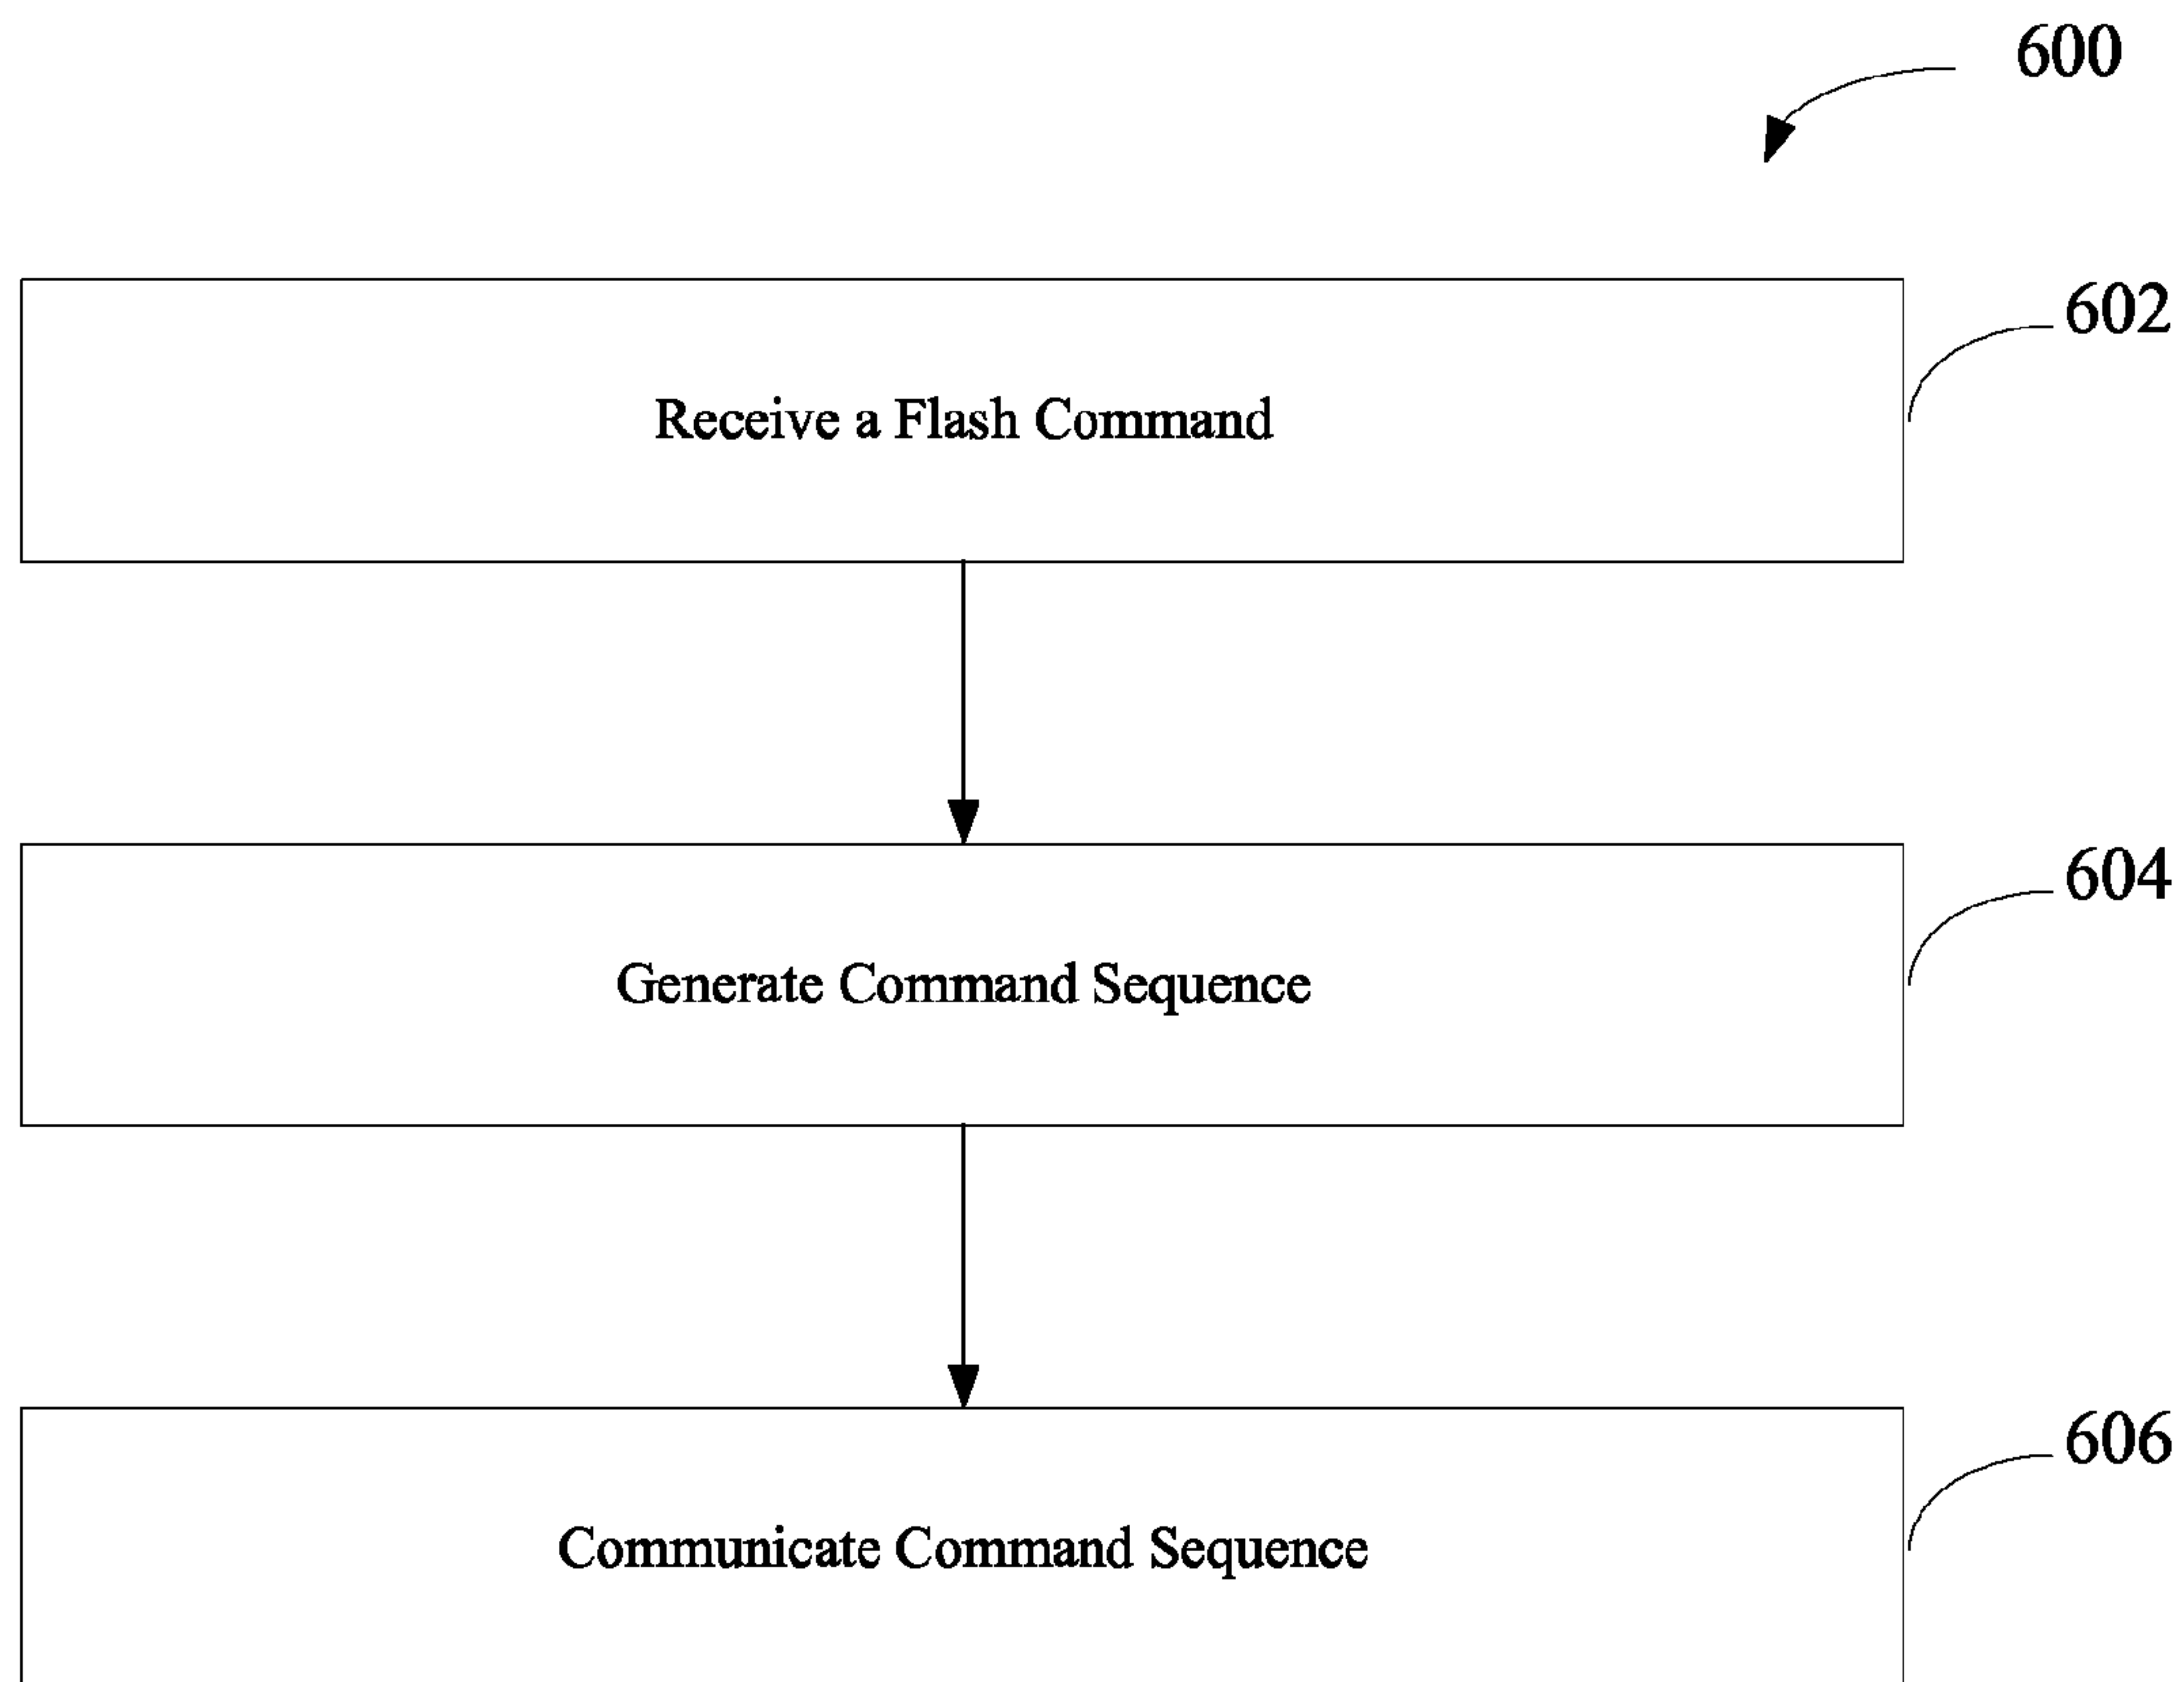 600
602
Receive a Flash Command
604
Generate Command Sequence
606
Communicate Command Sequence